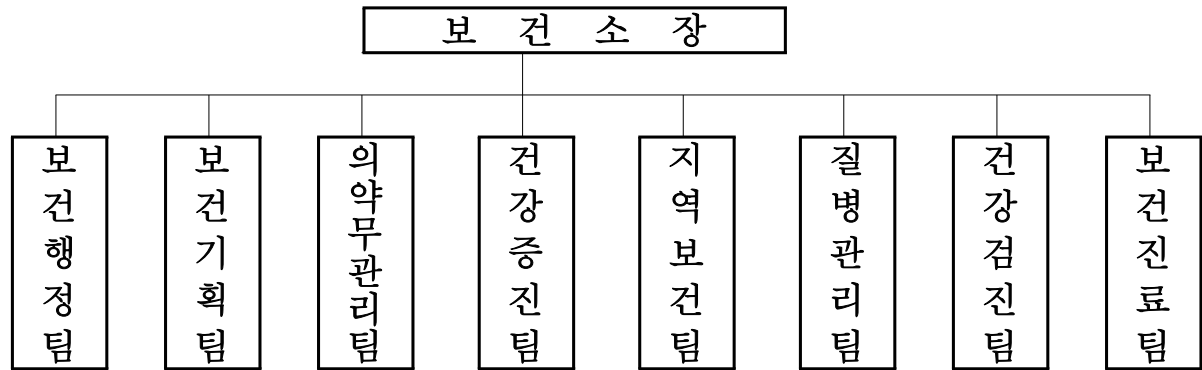 보 건 소 장
보건행정팀
보건기획팀
의약무관리팀
건강증진팀
지역보건팀
질병관리팀
건강검진팀
보건진료팀